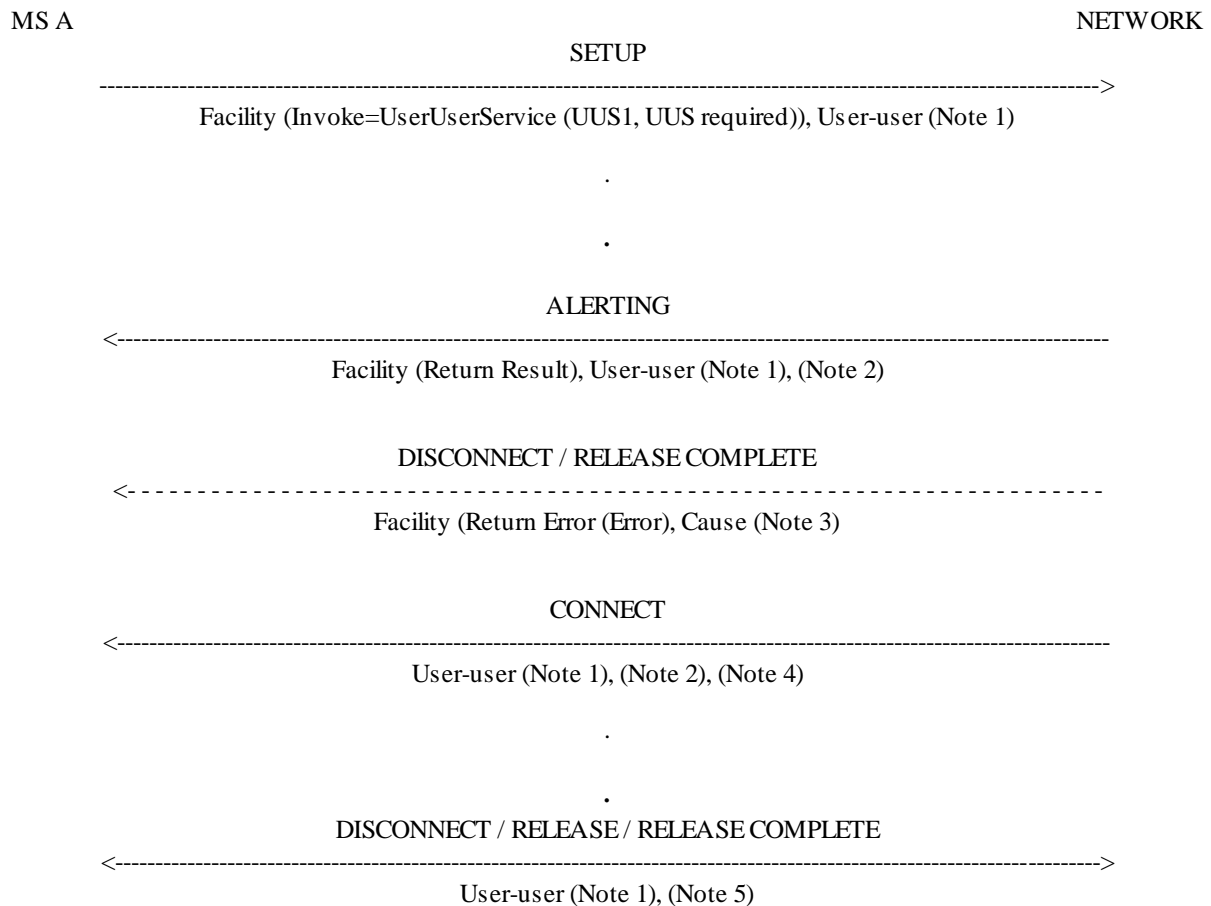 MS A NETWORK
SETUP
------------------------------------------------------------------------------------------------------------------------------>
Facility (Invoke=UserUserService (UUS1, UUS required)), User-user (Note 1)
.
.
ALERTING
<------------------------------------------------------------------------------------------------------------------------------
Facility (Return Result), User-user (Note 1), (Note 2)
DISCONNECT / RELEASE COMPLETE
<- - - - - - - - - - - - - - - - - - - - - - - - - - - - - - - - - - - - - - - - - - - - - - - - - - - - - - - - - - - - - - - - - - - - - -
Facility (Return Error (Error), Cause (Note 3)
CONNECT
<------------------------------------------------------------------------------------------------------------------------------
User-user (Note 1), (Note 2), (Note 4)
.
.
DISCONNECT / RELEASE / RELEASE COMPLETE
<------------------------------------------------------------------------------------------------------------------------------>
User-user (Note 1), (Note 5)